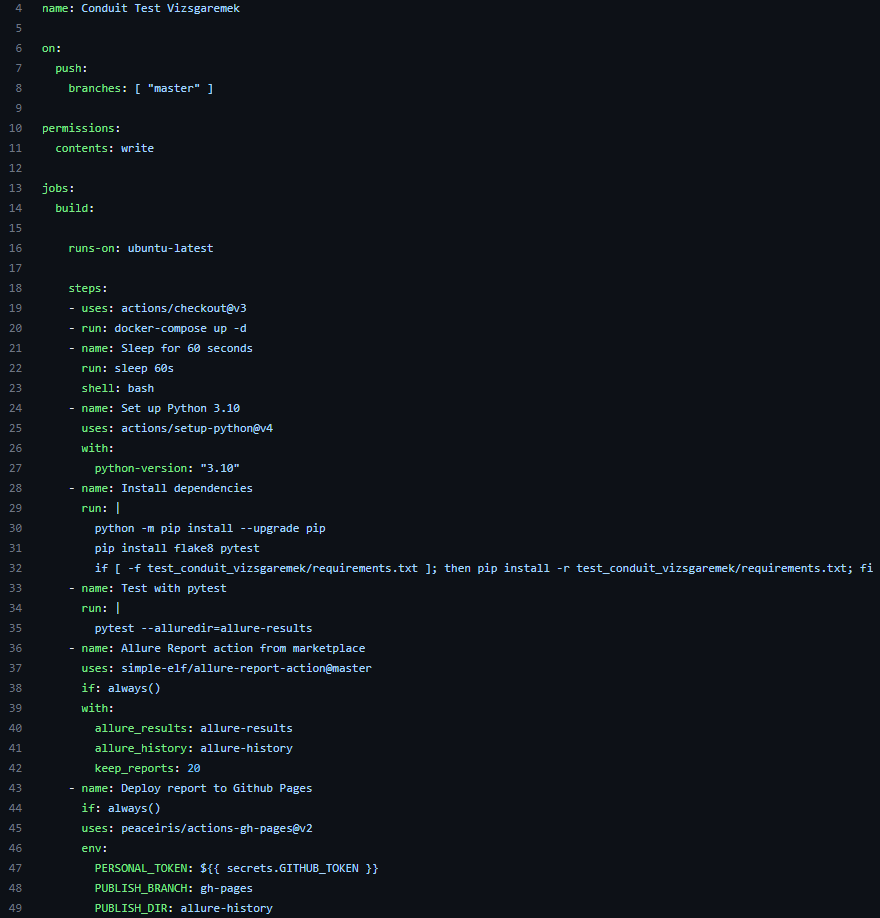 4 name: Conduit Test Vizsgaremek
5
6 on:
7   push:
8     branches: [ "master" ]
9
10 permissions:
11   contents: write
12
13 jobs:
14   build:
15
16     runs-on: ubuntu-latest
17
18     steps:
19     - uses: actions/checkout@v3
20     - run: docker-compose up -d
21     - name: Sleep for 60 seconds
22       run: sleep 60s
23       shell: bash
24     - name: Set up Python 3.10
25       uses: actions/setup-python@v4
26       with:
27         python-version: "3.10"
28     - name: Install dependencies
29       run: |
30         python -m pip install --upgrade pip
31         pip install flake8 pytest
32         if [ -f test_conduit_vizsgaremek/requirements.txt ]; then pip install -r test_conduit_vizsgaremek/requirements.txt; fi
33     - name: Test with pytest
34       run: |
35         pytest --alluredir=allure-results
36     - name: Allure Report action from marketplace
37       uses: simple-elf/allure-report-action@master
38       if: always()
39       with:
40         allure_results: allure-results
41         allure_history: allure-history
42         keep_reports: 20
43     - name: Deploy report to Github Pages
44       if: always()
45       uses: peaceiris/actions-gh-pages@v2
46       env:
47         PERSONAL_TOKEN: ${{ secrets.GITHUB_TOKEN }}
48         PUBLISH_BRANCH: gh-pages
49         PUBLISH_DIR: allure-history